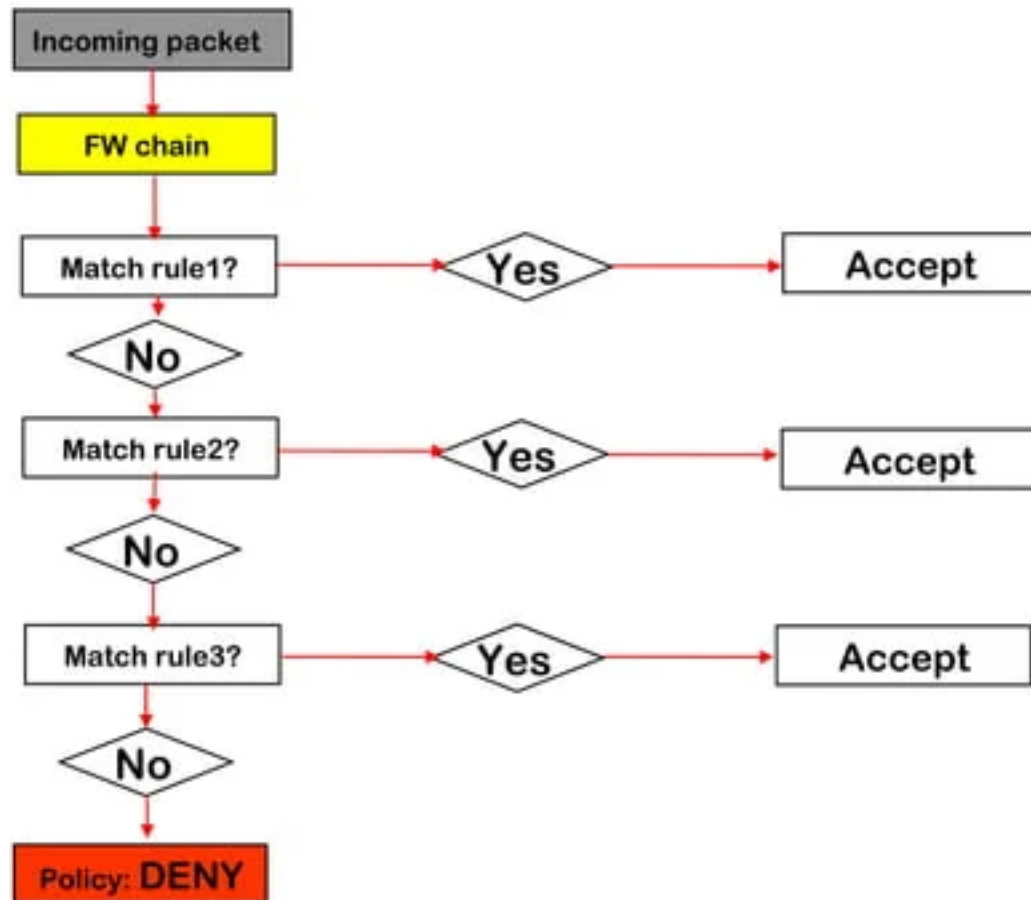 Incoming packet
FW chain
Match rule1?
Yes
Accept
No
Match rule2?
Yes
Accept
No
Match rule3?
Yes
Accept
No
Policy: DENY